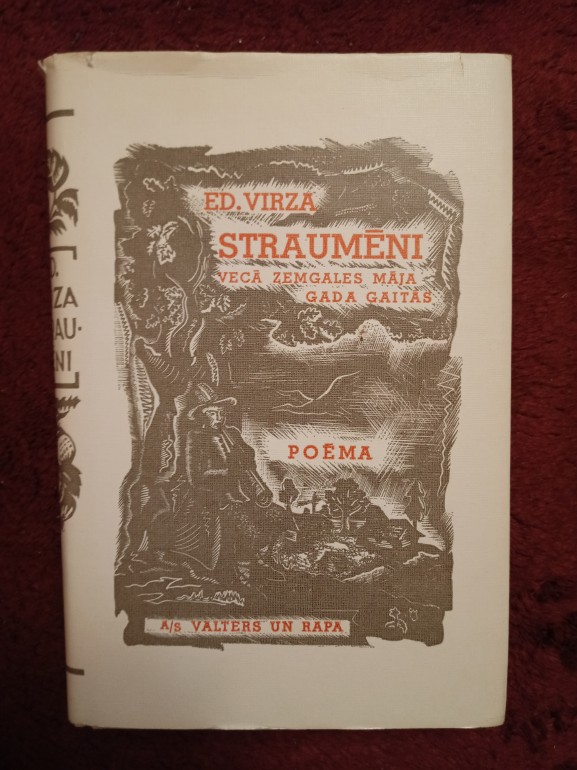 ED. VIRZA
STRAUMĒNI
VECĀ ZEMGALES MĀJA
GADA GAITĀS
POĒMA
A/S VALTERS UN RAPA